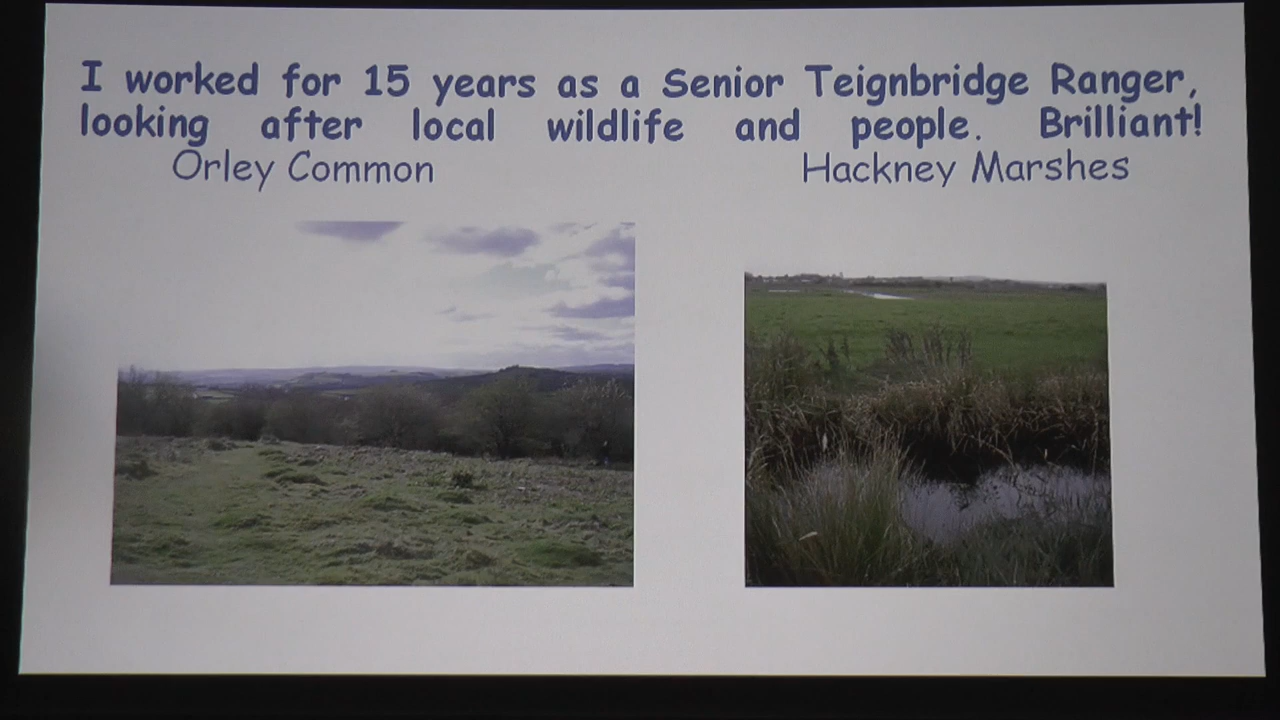 I worked for 15 years as a Senior Teignbridge Ranger,
looking after local wildlife and people. Brilliant!
Orley Common
Hackney Marshes